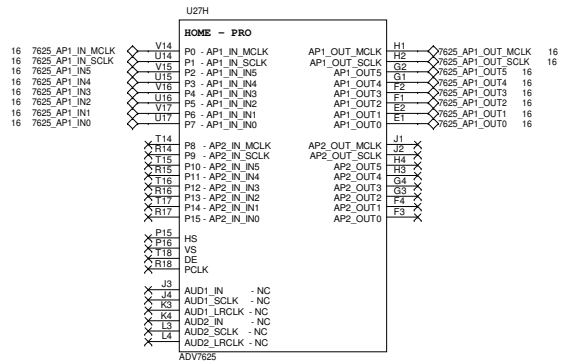 U27H
HOME - PRO
16 7625_AP1_IN_MCLK V14 P0 - AP1_IN_MCLK AP1_OUT_MCLK H1 7625_AP1_OUT_MCLK 16
16 7625_AP1_IN_SCLK U14 P1 - AP1_IN_SCLK AP1_OUT_SCLK H2 7625_AP1_OUT_SCLK 16
16 7625_AP1_IN5 V15 P2 - AP1_IN_IN5 AP1_OUT5 G2 7625_AP1_OUT5 16
16 7625_AP1_IN4 U15 P3 - AP1_IN_IN4 AP1_OUT4 G1 7625_AP1_OUT4 16
16 7625_AP1_IN3 V16 P4 - AP1_IN_IN3 AP1_OUT3 F2 7625_AP1_OUT3 16
16 7625_AP1_IN2 U16 P5 - AP1_IN_IN2 AP1_OUT2 F1 7625_AP1_OUT2 16
16 7625_AP1_IN1 V17 P6 - AP1_IN_IN1 AP1_OUT1 E2 7625_AP1_OUT1 16
16 7625_AP1_IN0 U17 P7 - AP1_IN_IN0 AP1_OUT0 E1 7625_AP1_OUT0 16
T14 P8 - AP2_IN_MCLK AP2_OUT_MCLK J1
R14 P9 - AP2_IN_SCLK AP2_OUT_SCLK J2
T15 P10 - AP2_IN_IN5 AP2_OUT5 H4
R15 P11 - AP2_IN_IN4 AP2_OUT4 H3
T16 P12 - AP2_IN_IN3 AP2_OUT3 G4
R16 P13 - AP2_IN_IN2 AP2_OUT2 G3
T17 P14 - AP2_IN_IN1 AP2_OUT1 F4
R17 P15 - AP2_IN_IN0 AP2_OUT0 F3
P15 HS
P16 VS
T18 DE
R18 PCLK
J3 AUD1_IN - NC
J4 AUD1_SCLK - NC
K3 AUD1_LRCLK - NC
K4 AUD2_IN - NC
L3 AUD2_SCLK - NC
L4 AUD2_LRCLK - NC
ADV7625